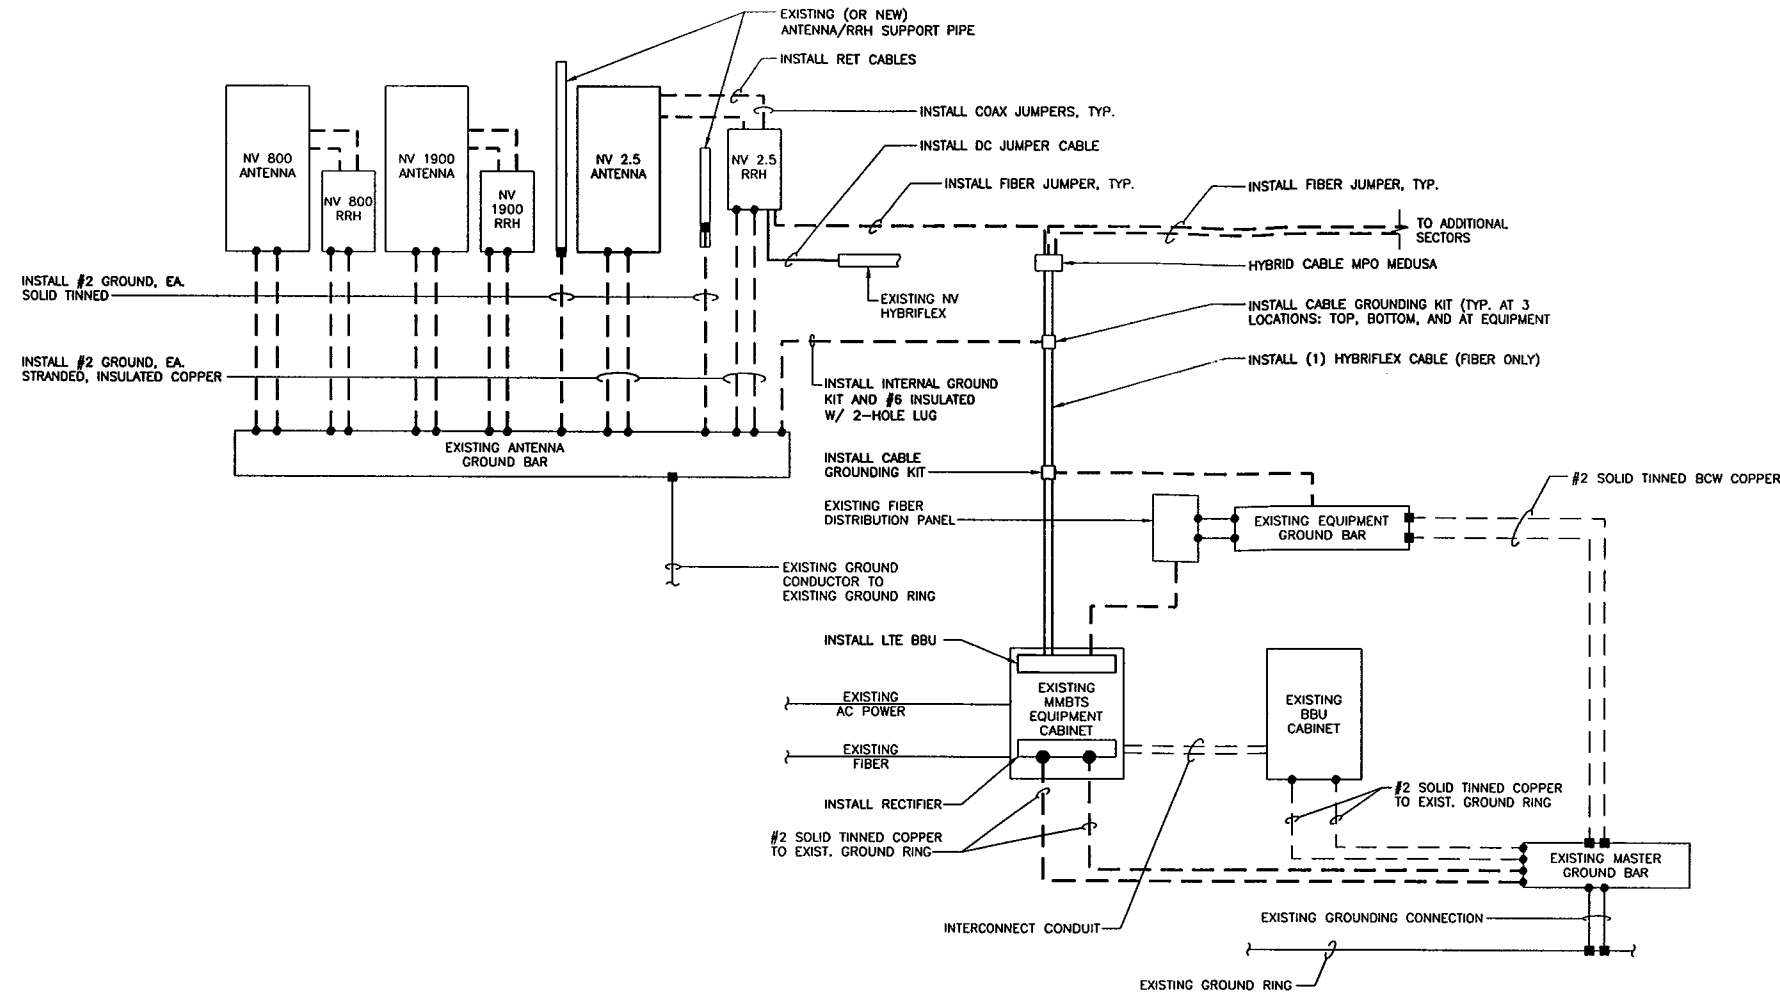 EXISTING (OR NEW)
ANTENNA/RRH SUPPORT PIPE
INSTALL RET CABLES
INSTALL COAX JUMPERS, TYP.
INSTALL DC JUMPER CABLE
INSTALL FIBER JUMPER, TYP.
INSTALL FIBER JUMPER, TYP.
TO ADDITIONAL
SECTORS
NV 800
ANTENNA
NV 800
RRH
NV 1900
ANTENNA
NV
1900
RRH
NV 2.5
ANTENNA
NV 2.5
RRH
HYBRID CABLE MPO MEDUSA
INSTALL #2 GROUND, EA.
SOLID TINNED
EXISTING NV
HYBRIFLEX
INSTALL CABLE GROUNDING KIT (TYP. AT 3
LOCATIONS: TOP, BOTTOM, AND AT EQUIPMENT
INSTALL (1) HYBRIFLEX CABLE (FIBER ONLY)
INSTALL #2 GROUND, EA.
STRANDED, INSULATED COPPER
INSTALL INTERNAL GROUND
KIT AND #6 INSULATED
W/ 2-HOLE LUG
EXISTING ANTENNA
GROUND BAR
INSTALL CABLE
GROUNDING KIT
#2 SOLID TINNED BCW COPPER
EXISTING FIBER
DISTRIBUTION PANEL
EXISTING EQUIPMENT
GROUND BAR
EXISTING GROUND
CONDUCTOR TO
EXISTING GROUND RING
INSTALL LTE BBU
EXISTING
AC POWER
EXISTING
MMBTS
EQUIPMENT
CABINET
EXISTING
BBU
CABINET
EXISTING
FIBER
INSTALL RECTIFIER
#2 SOLID TINNED COPPER
TO EXIST. GROUND RING
#2 SOLID TINNED COPPER
TO EXIST. GROUND RING
EXISTING MASTER
GROUND BAR
INTERCONNECT CONDUIT
EXISTING GROUNDING CONNECTION
EXISTING GROUND RING